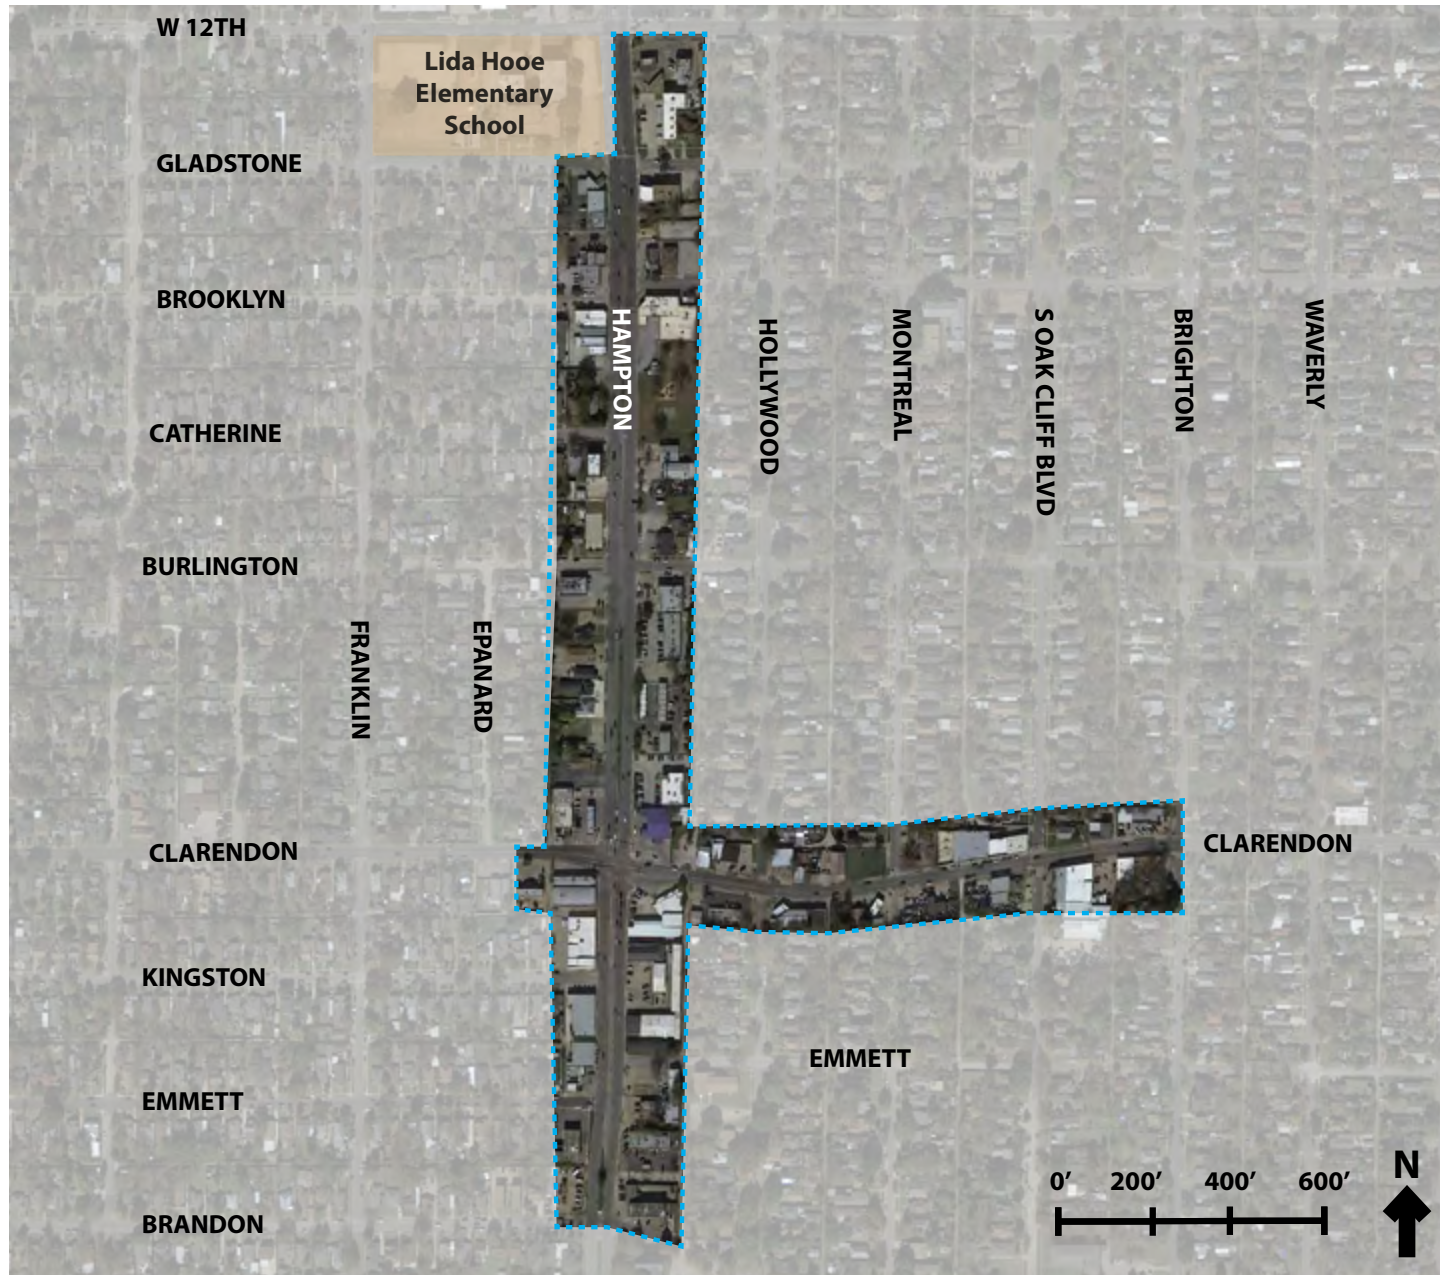 W 12TH
Lida Hooe
Elementary
School
GLADSTONE
BROOKLYN
HAMPTON
HOLLYWOOD
MONTREAL
S OAK CLIFF BLVD
BRIGHTON
WAVERLY
CATHERINE
BURLINGTON
FRANKLIN
EPANARD
CLARENDON
CLARENDON
KINGSTON
EMMETT
EMMETT
BRANDON
0’ 200’ 400’ 600’
N